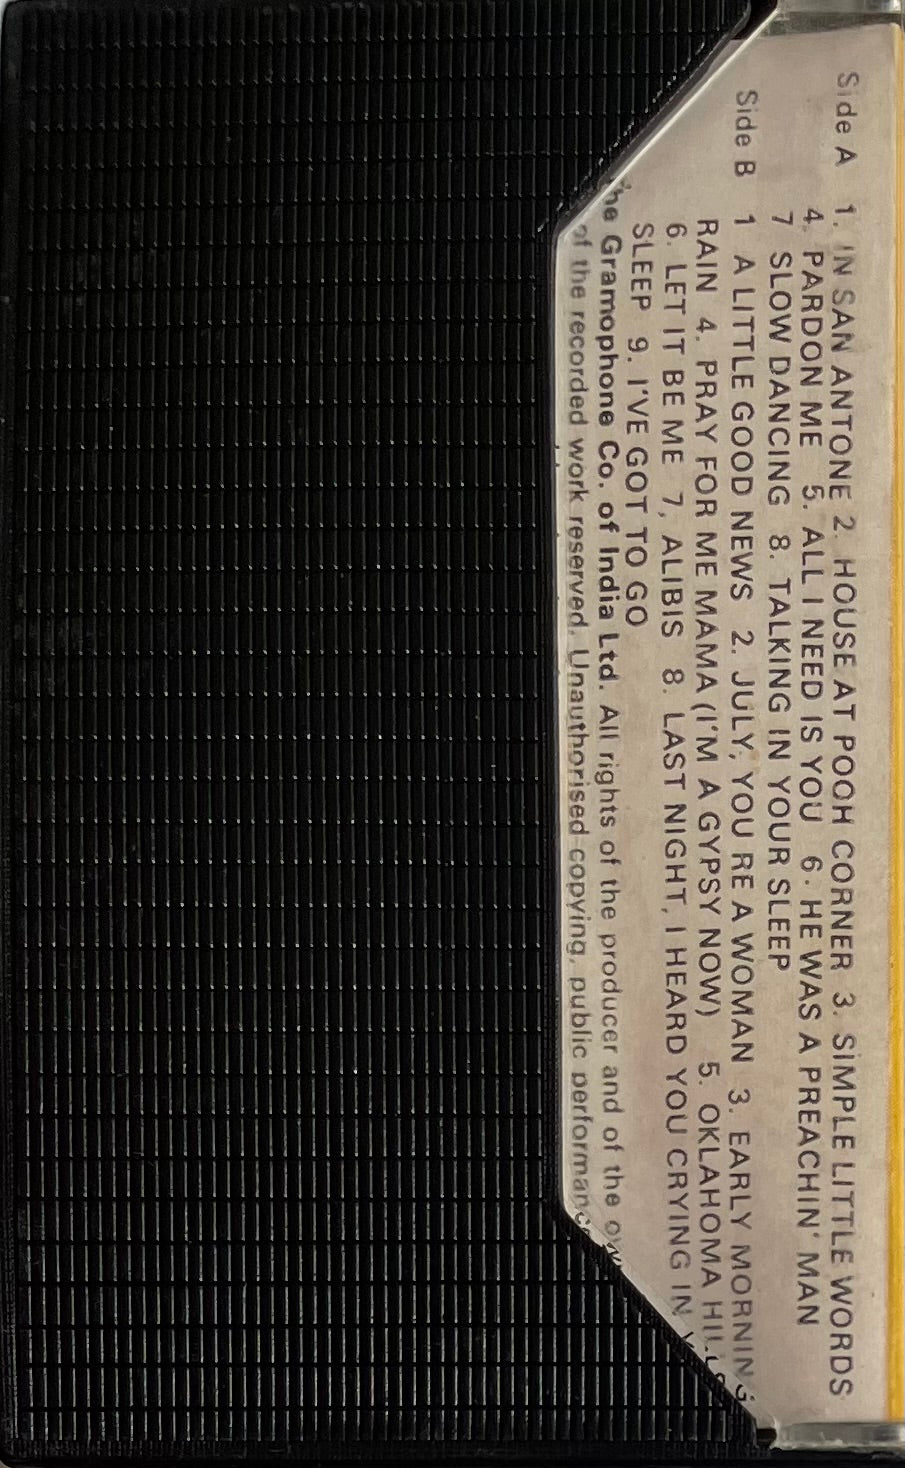 Side A 1. IN SAN ANTONE 2. HOUSE AT POOH CORNER 3. SIMPLE LITTLE WORDS
4. PARDON ME 5. ALL I NEED IS YOU 6. HE WAS A PREACHIN' MAN
7 SLOW DANCING 8. TALKING IN YOUR SLEEP
Side B 1 A LITTLE GOOD NEWS 2. JULY, YOU RE A WOMAN 3. EARLY MORNING
RAIN 4. PRAY FOR ME MAMA (I'M A GYPSY NOW) 5. OKLAHOMA HILLS
6. LET IT BE ME 7, ALIBIS 8. LAST NIGHT, I HEARD YOU CRYING IN
SLEEP 9. I'VE GOT TO GO
The Gramophone Co. of India Ltd. All rights of the producer and of the
of the recorded work reserved. Unauthorised copying, public performance